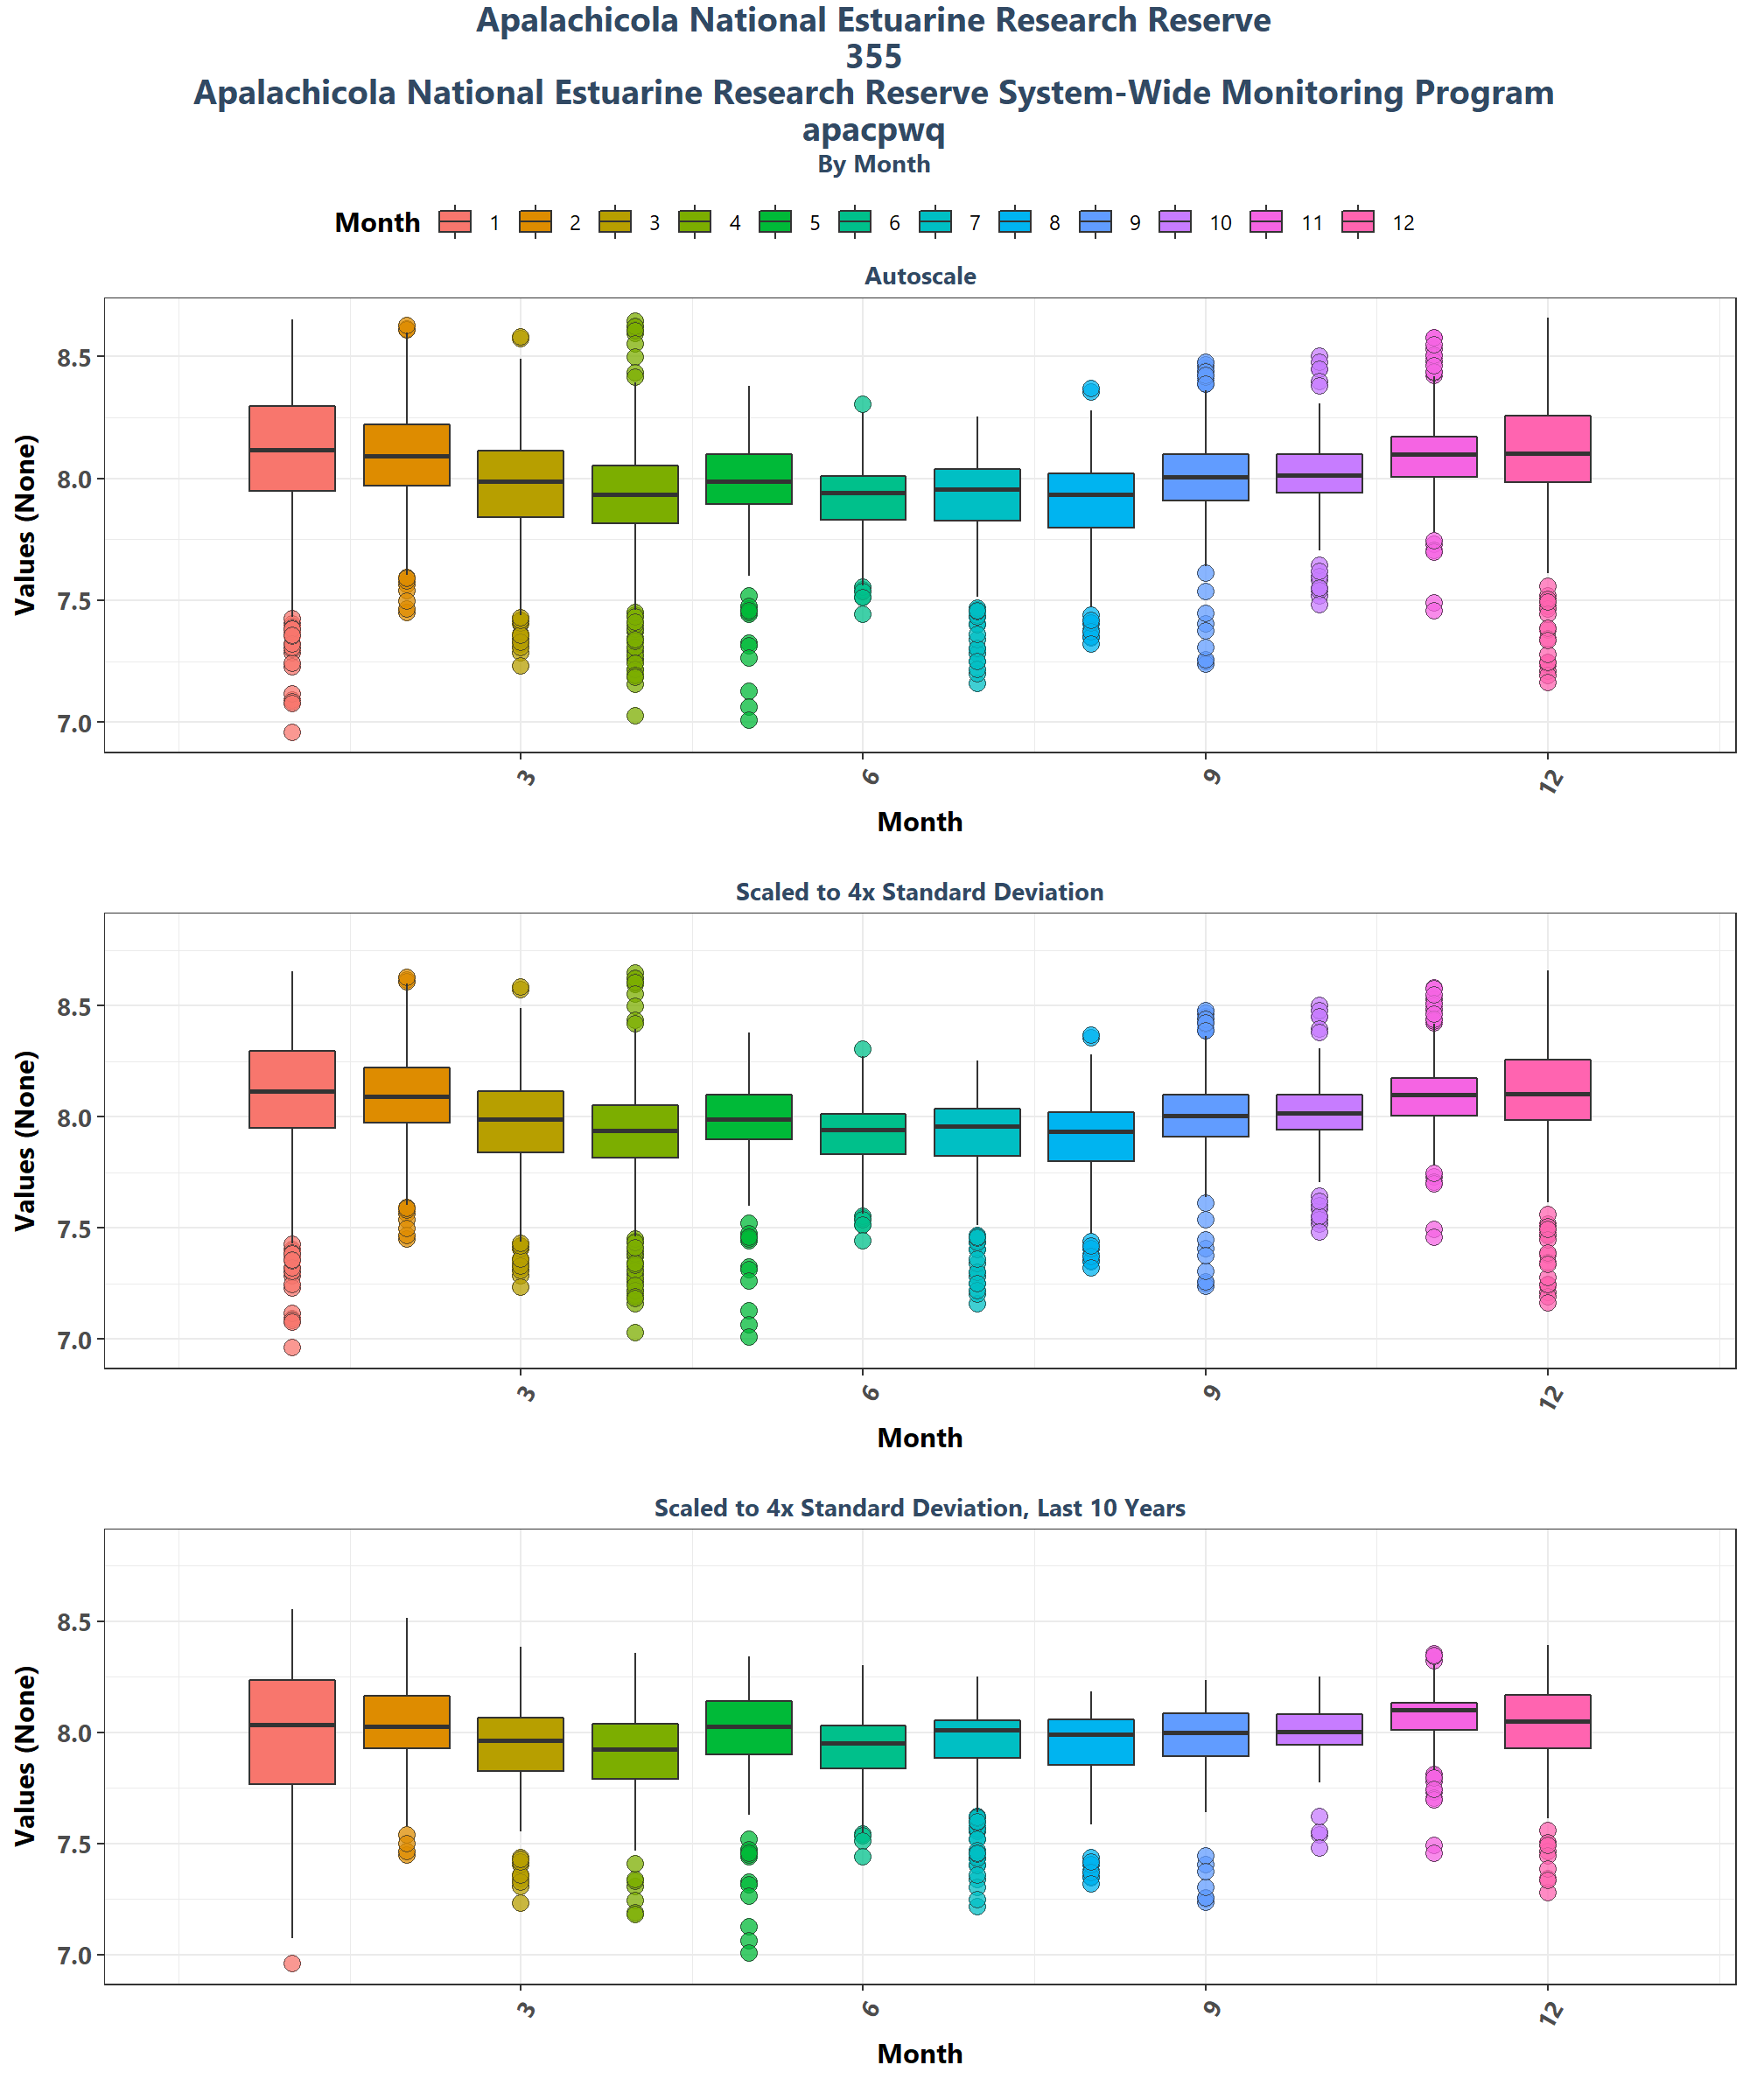 Apalachicola National Estuarine Research Reserve
355
Apalachicola National Estuarine Research Reserve System-Wide Monitoring Program
apacpwq
By Month
Month 1 2 3 4 5 6 7 8 9 10 11 12
Autoscale
Values (None)
8.5
8.0
7.5
7.0
3 6 9 12
Month
Scaled to 4x Standard Deviation
Values (None)
8.5
8.0
7.5
7.0
3 6 9 12
Month
Scaled to 4x Standard Deviation, Last 10 Years
Values (None)
8.5
8.0
7.5
7.0
3 6 9 12
Month